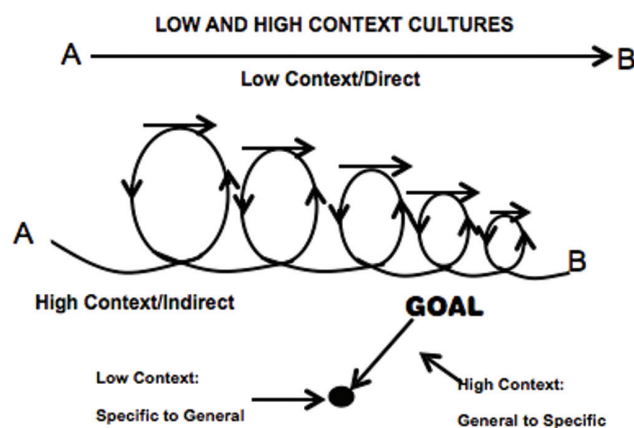 LOW AND HIGH CONTEXT CULTURES
A
B
Low Context/Direct
A
B
High Context/Indirect
GOAL
Low Context:
Specific to General
High Context:
General to Specific